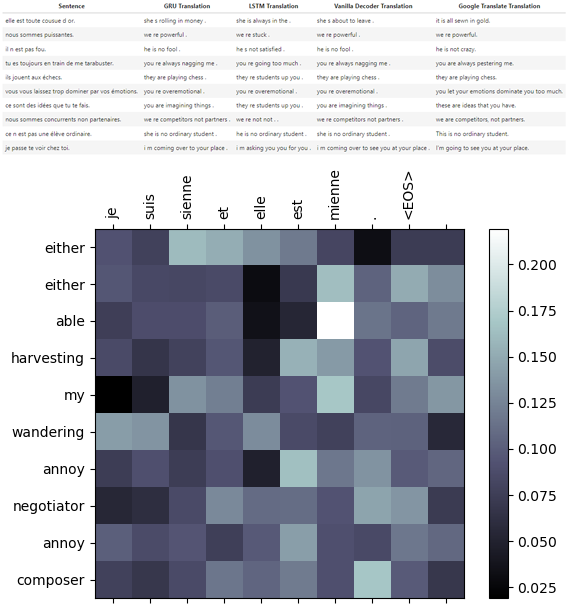 Sentence GRU Translation LSTM Translation Vanilla Decoder Translation Google Translate Translation
elle est toute cousue d or. she s rolling in money . she is always in the . she s about to leave . it is all sewn in gold.
nous sommes puissantes. we re powerful . we re stuck . we re powerful . we re powerful.
il n est pas fou. he is no fool . he s not satisfied . he is no fool . he is not crazy.
tu es toujours en train de me tarabuster. you re always nagging me . you re going too much . you re always nagging me . you are always pestering me.
ils jouent aux échecs. they are playing chess . they re students up you . they are playing chess . they are playing chess.
vous vous laissez trop dominer par vos émotions. you re overemotional . you re overemotional . you re overemotional . you let your emotions dominate you too much.
ce sont des idées que tu te fais. you are imagining things . they re students up you . you are imagining things . these are ideas that you have.
nous sommes concurrents non partenaires. we re competitors not partners . we re not not . . we re competitors not partners . we are competitors, not partners.
ce n est pas une élève ordinaire. she is no ordinary student . he is no ordinary student . she is no ordinary student . This is no ordinary student.
je passe te voir chez toi. i m coming over to your place . i m asking you you for you . i m coming over to see you at your place . I'm going to see you at your place.
je suis sienne et elle est mienne . <EOS>
either
either
able
harvesting
my
wandering
annoy
negotiator
annoy
composer
0.200
0.175
0.150
0.125
0.100
0.075
0.050
0.025